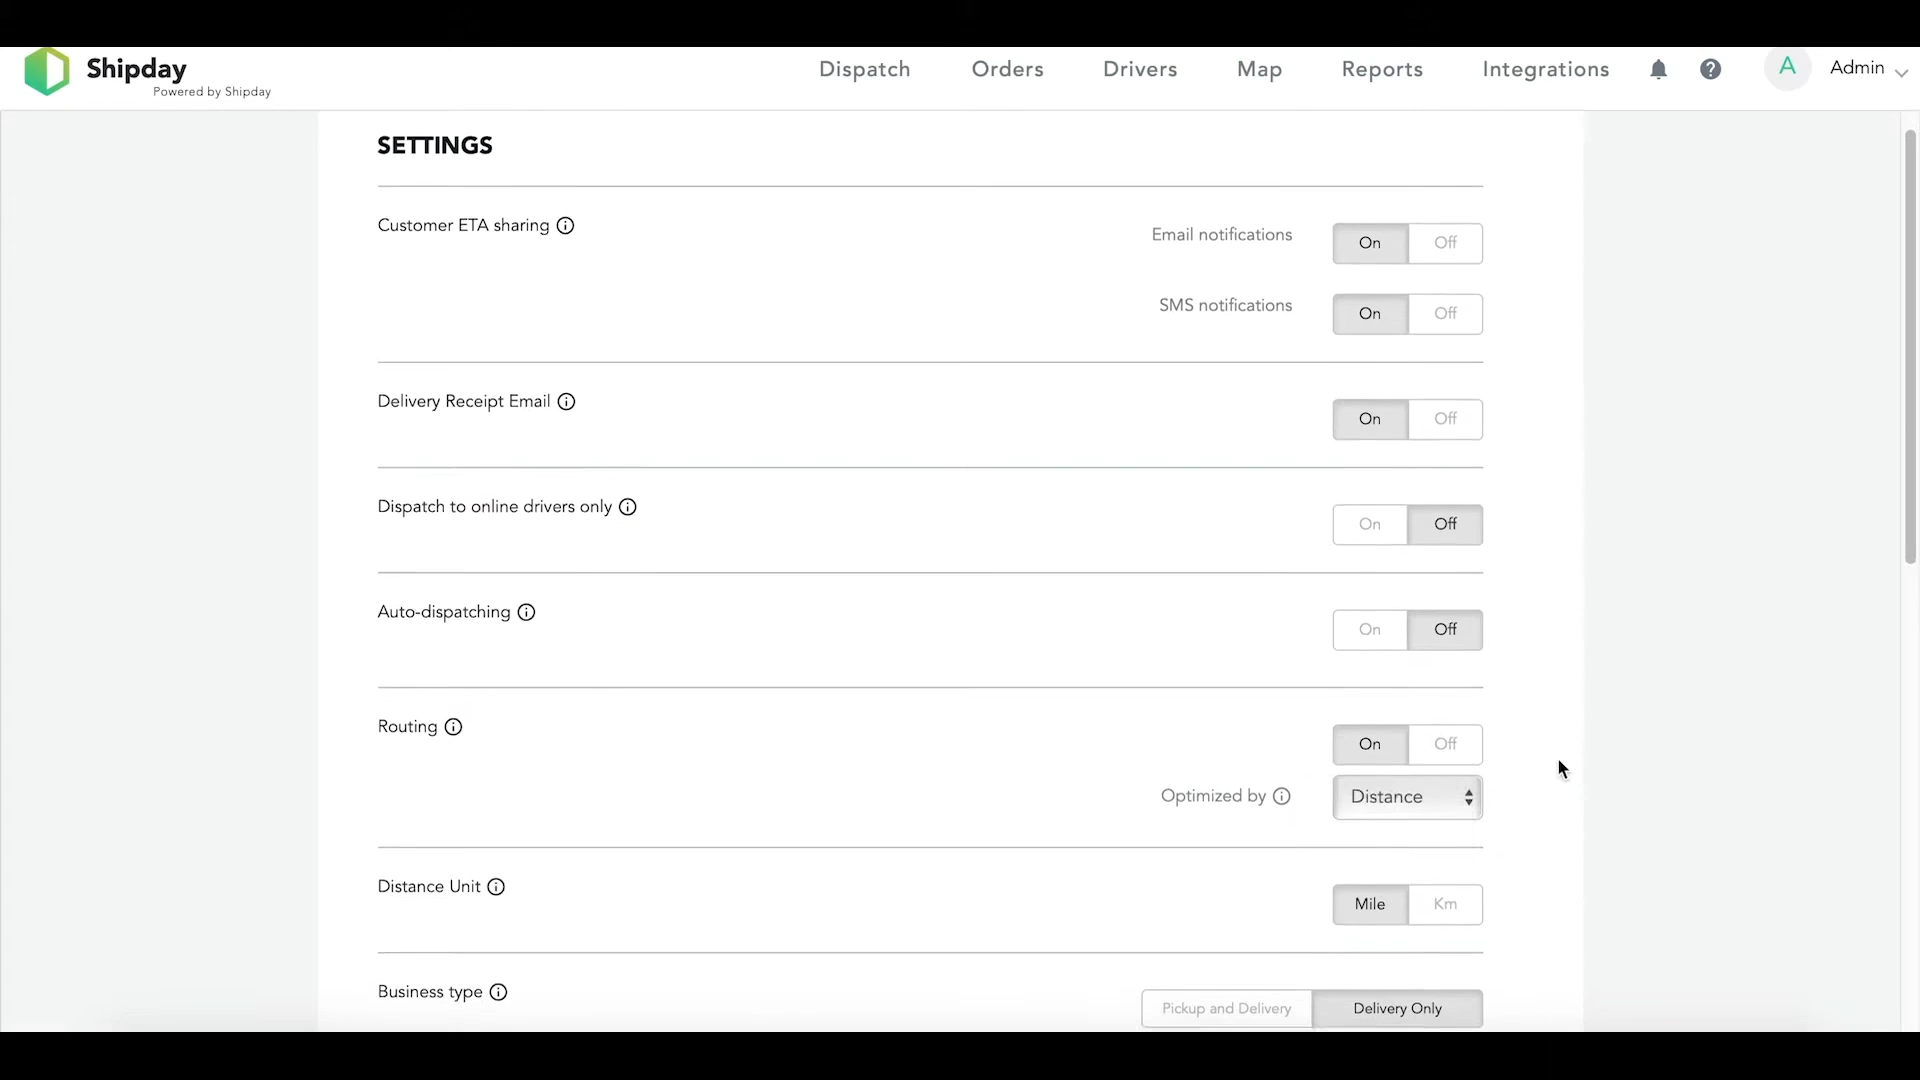 Shipday
Powered by Shipday
Dispatch Orders Drivers Map Reports Integrations A Admin
SETTINGS
Customer ETA sharing
Email notifications On Off
SMS notifications On Off
Delivery Receipt Email
On Off
Dispatch to online drivers only
On Off
Auto-dispatching
On Off
Routing
On Off
Optimized by Distance
Distance Unit
Mile Km
Business type
Pickup and Delivery Delivery Only